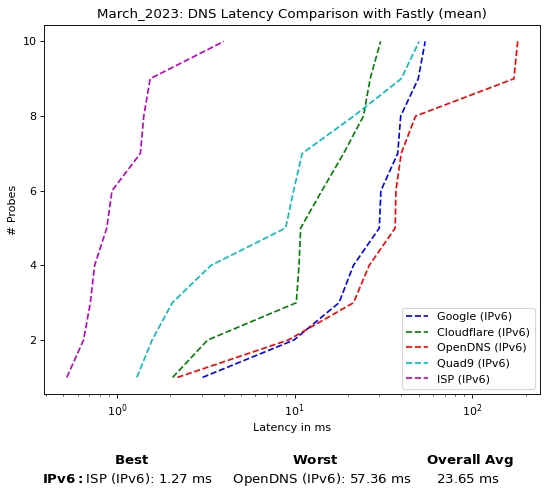 March_2023: DNS Latency Comparison with Fastly (mean)
10
8
6
4
2
# Probes
10⁰
10¹
10²
Latency in ms
Google (IPv6)
Cloudflare (IPv6)
OpenDNS (IPv6)
Quad9 (IPv6)
ISP (IPv6)
Best Worst Overall Avg
IPv6: ISP (IPv6): 1.27 ms OpenDNS (IPv6): 57.36 ms 23.65 ms